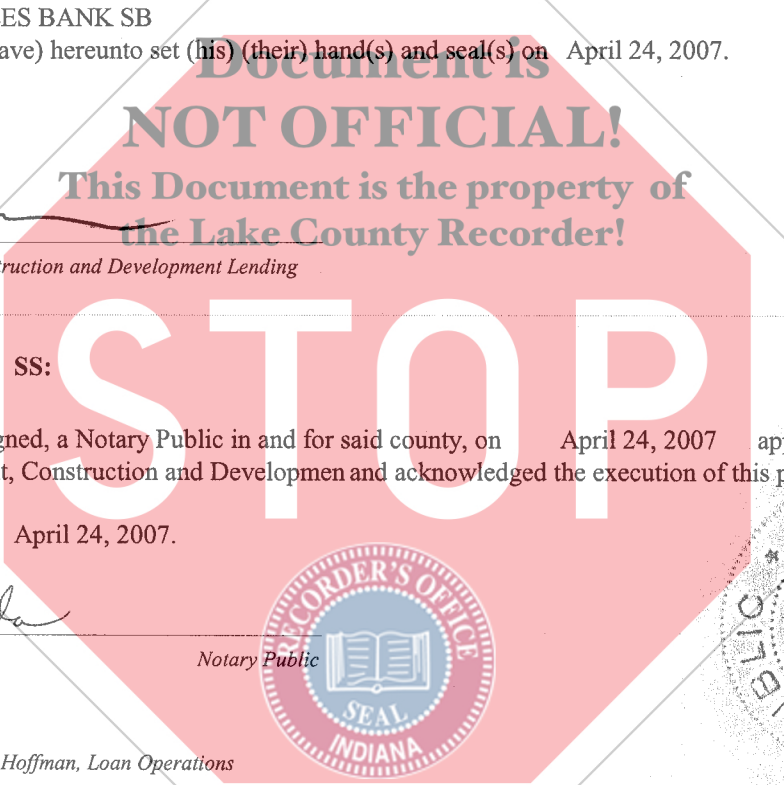 ES BANK SB
ave) hereunto set (his) (their) hand(s) and seal(s) on April 24, 2007.
Document is
NOT OFFICIAL!
This Document is the property of
the Lake County Recorder!
ruction and Development Lending
STOP
SS:
gned, a Notary Public in and for said county, on April 24, 2007 ap
t, Construction and Developmen and acknowledged the execution of this p
April 24, 2007.
Notary Public
RECORDER'S OFFICE
SEAL
INDIANA
BLIC
Hoffman, Loan Operations